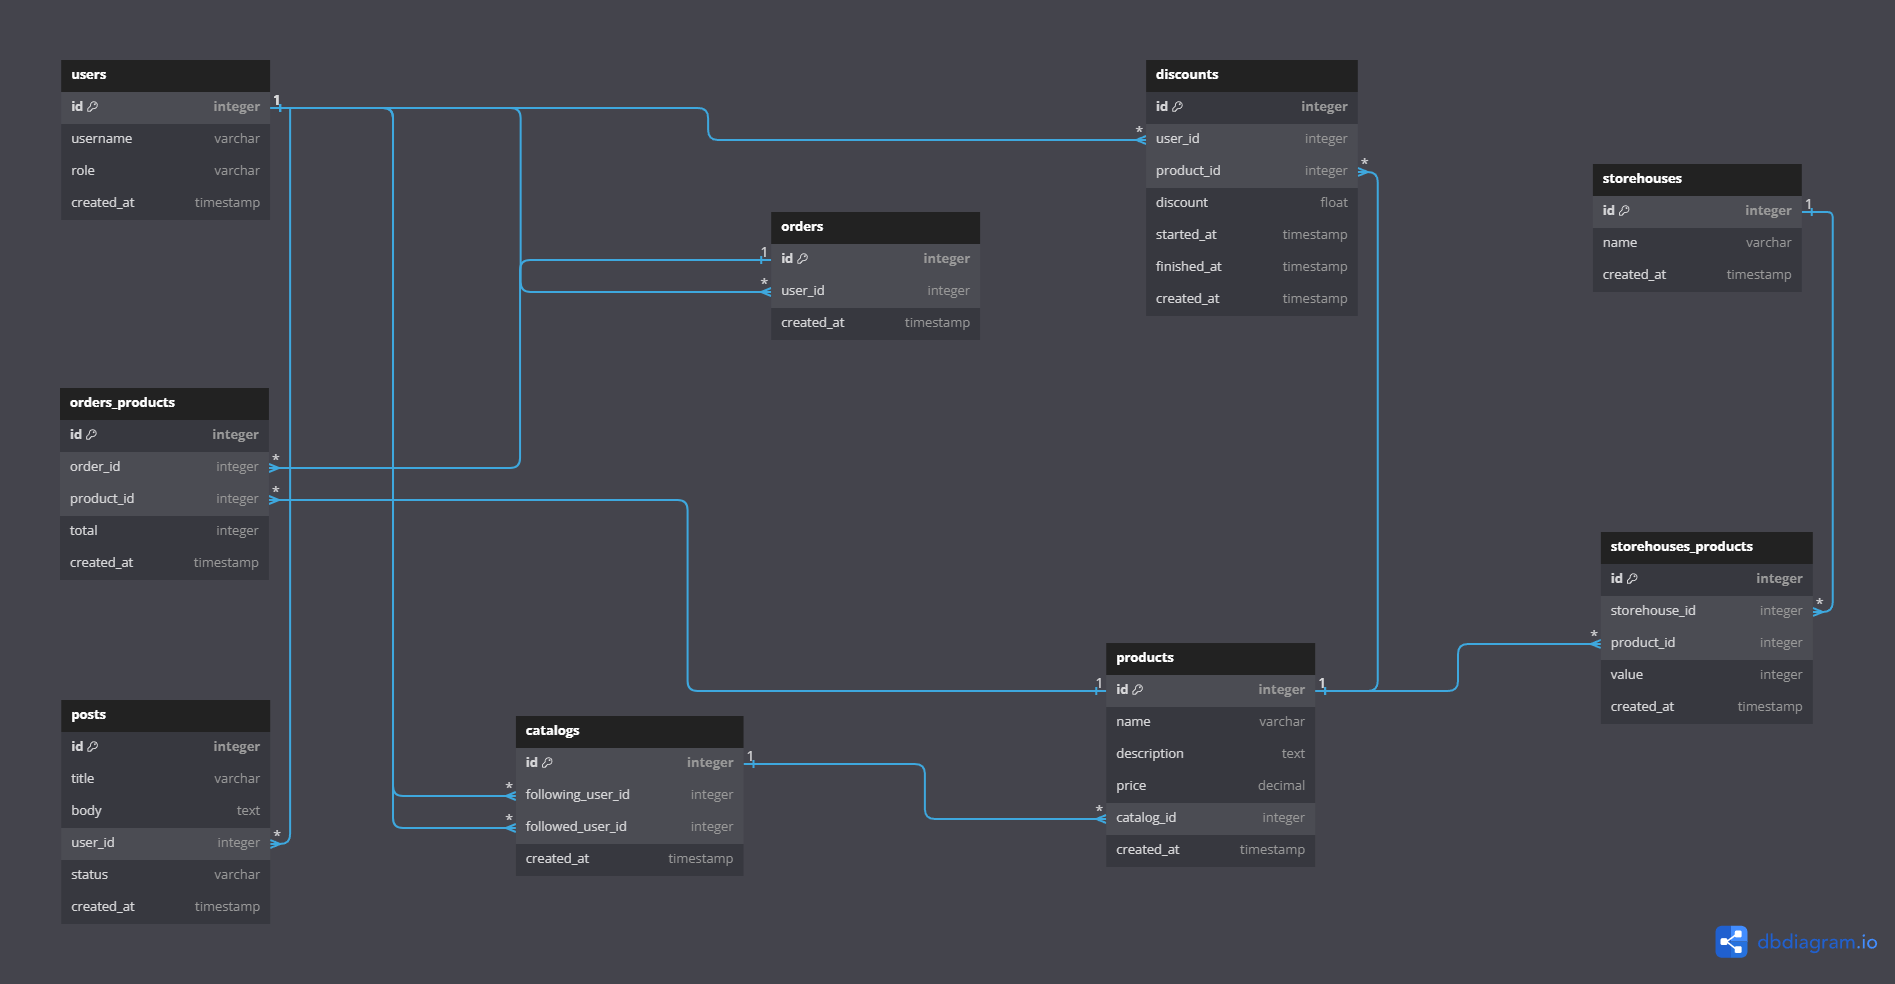 users
id integer
username varchar
role varchar
created_at timestamp
1
orders_products
id integer
order_id integer
product_id integer
total integer
created_at timestamp
*
*
posts
id integer
title varchar
body text
user_id integer
status varchar
created_at timestamp
*
orders
id integer
user_id integer
created_at timestamp
1
*
catalogs
id integer
following_user_id integer
followed_user_id integer
created_at timestamp
1
*
*
discounts
id integer
user_id integer
product_id integer
discount float
started_at timestamp
finished_at timestamp
created_at timestamp
*
*
products
id integer
name varchar
description text
price decimal
catalog_id integer
created_at timestamp
1
1
*
storehouses
id integer
name varchar
created_at timestamp
1
storehouses_products
id integer
storehouse_id integer
product_id integer
value integer
created_at timestamp
*
*
dbdiagram.io